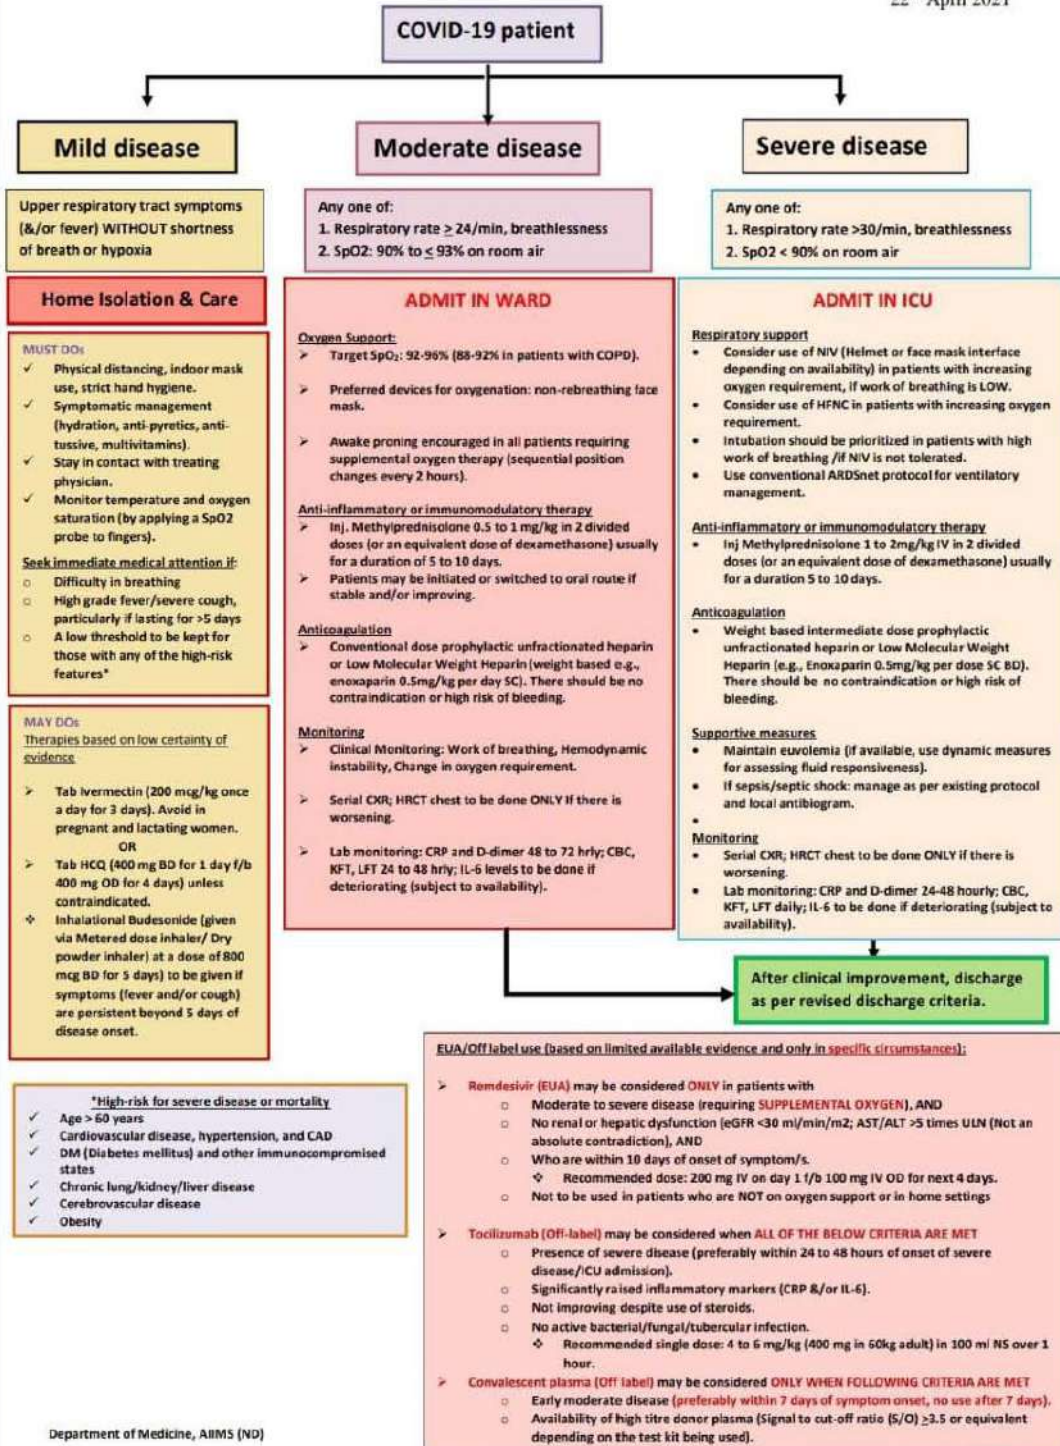 22 April 2021
COVID-19 patient
Mild disease
Upper respiratory tract symptoms
(&/or fever) WITHOUT shortness
of breath or hypoxia
Home Isolation & Care
MUST DOs
✓ Physical distancing, indoor mask
use, strict hand hygiene.
✓ Symptomatic management
(hydration, anti-pyretics, anti-
tussive, multivitamins).
✓ Stay in contact with treating
physician.
✓ Monitor temperature and oxygen
saturation (by applying a SpO2
probe to fingers).
Seek immediate medical attention if:
○ Difficulty in breathing
○ High grade fever/severe cough,
particularly if lasting for >5 days
○ A low threshold to be kept for
those with any of the high-risk
features*
MAY DOs
Therapies based on low certainty of
evidence
➢ Tab Ivermectin (200 mcg/kg once
a day for 3 days). Avoid in
pregnant and lactating women.
OR
➢ Tab HCQ (400 mg BD for 1 day f/b
400 mg OD for 4 days) unless
contraindicated.
❖ Inhalational Budesonide (given
via Metered dose inhaler/ Dry
powder inhaler) at a dose of 800
mcg BD for 5 days) to be given if
symptoms (fever and/or cough)
are persistent beyond 5 days of
disease onset.
Moderate disease
Any one of:
1. Respiratory rate ≥ 24/min, breathlessness
2. SpO2: 90% to ≤ 93% on room air
ADMIT IN WARD
Oxygen Support:
➢ Target SpO₂: 92-96% (88-92% in patients with COPD).
➢ Preferred devices for oxygenation: non-rebreathing face
mask.
➢ Awake proning encouraged in all patients requiring
supplemental oxygen therapy (sequential position
changes every 2 hours).
Anti-inflammatory or immunomodulatory therapy
➢ Inj. Methylprednisolone 0.5 to 1 mg/kg in 2 divided
doses (or an equivalent dose of dexamethasone) usually
for a duration of 5 to 10 days.
➢ Patients may be initiated or switched to oral route if
stable and/or improving.
Anticoagulation
➢ Conventional dose prophylactic unfractionated heparin
or Low Molecular Weight Heparin (weight based e.g.,
enoxaparin 0.5mg/kg per day SC). There should be no
contraindication or high risk of bleeding.
Monitoring
➢ Clinical Monitoring: Work of breathing, Hemodynamic
instability, Change in oxygen requirement.
➢ Serial CXR; HRCT chest to be done ONLY If there is
worsening.
➢ Lab monitoring: CRP and D-dimer 48 to 72 hrly; CBC,
KFT, LFT 24 to 48 hrly; IL-6 levels to be done if
deteriorating (subject to availability).
Severe disease
Any one of:
1. Respiratory rate >30/min, breathlessness
2. SpO2 < 90% on room air
ADMIT IN ICU
Respiratory support
• Consider use of NIV (Helmet or face mask interface
depending on availability) in patients with increasing
oxygen requirement, if work of breathing is LOW.
• Consider use of HFNC in patients with increasing oxygen
requirement.
• Intubation should be prioritized in patients with high
work of breathing /if NIV is not tolerated.
• Use conventional ARDSnet protocol for ventilatory
management.
Anti-inflammatory or immunomodulatory therapy
• Inj Methylprednisolone 1 to 2mg/kg IV in 2 divided
doses (or an equivalent dose of dexamethasone) usually
for a duration 5 to 10 days.
Anticoagulation
• Weight based intermediate dose prophylactic
unfractionated heparin or Low Molecular Weight
Heparin (e.g., Enoxaparin 0.5mg/kg per dose SC BD).
There should be no contraindication or high risk of
bleeding.
Supportive measures
• Maintain euvolemia (if available, use dynamic measures
for assessing fluid responsiveness).
• If sepsis/septic shock: manage as per existing protocol
and local antibiogram.
•
Monitoring
• Serial CXR; HRCT chest to be done ONLY if there is
worsening.
• Lab monitoring: CRP and D-dimer 24-48 hourly; CBC,
KFT, LFT daily; IL-6 to be done if deteriorating (subject to
availability).
After clinical improvement, discharge
as per revised discharge criteria.
*High-risk for severe disease or mortality
✓ Age > 60 years
✓ Cardiovascular disease, hypertension, and CAD
✓ DM (Diabetes mellitus) and other immunocompromised
states
✓ Chronic lung/kidney/liver disease
✓ Cerebrovascular disease
✓ Obesity
EUA/Off label use (based on limited available evidence and only in specific circumstances):
➢ Remdesivir (EUA) may be considered ONLY in patients with
○ Moderate to severe disease (requiring SUPPLEMENTAL OXYGEN), AND
○ No renal or hepatic dysfunction (eGFR <30 ml/min/m2; AST/ALT >5 times ULN (Not an
absolute contradiction), AND
○ Who are within 10 days of onset of symptom/s.
❖ Recommended dose: 200 mg IV on day 1 f/b 100 mg IV OD for next 4 days.
○ Not to be used in patients who are NOT on oxygen support or in home settings
➢ Tocilizumab (Off-label) may be considered when ALL OF THE BELOW CRITERIA ARE MET
○ Presence of severe disease (preferably within 24 to 48 hours of onset of severe
disease/ICU admission).
○ Significantly raised inflammatory markers (CRP &/or IL-6).
○ Not improving despite use of steroids.
○ No active bacterial/fungal/tubercular infection.
❖ Recommended single dose: 4 to 6 mg/kg (400 mg in 60kg adult) in 100 ml NS over 1
hour.
➢ Convalescent plasma (Off label) may be considered ONLY WHEN FOLLOWING CRITERIA ARE MET
○ Early moderate disease (preferably within 7 days of symptom onset, no use after 7 days).
○ Availability of high titre donor plasma (Signal to cut-off ratio (S/O) ≥3.5 or equivalent
depending on the test kit being used).
Department of Medicine, AIIMS (ND)